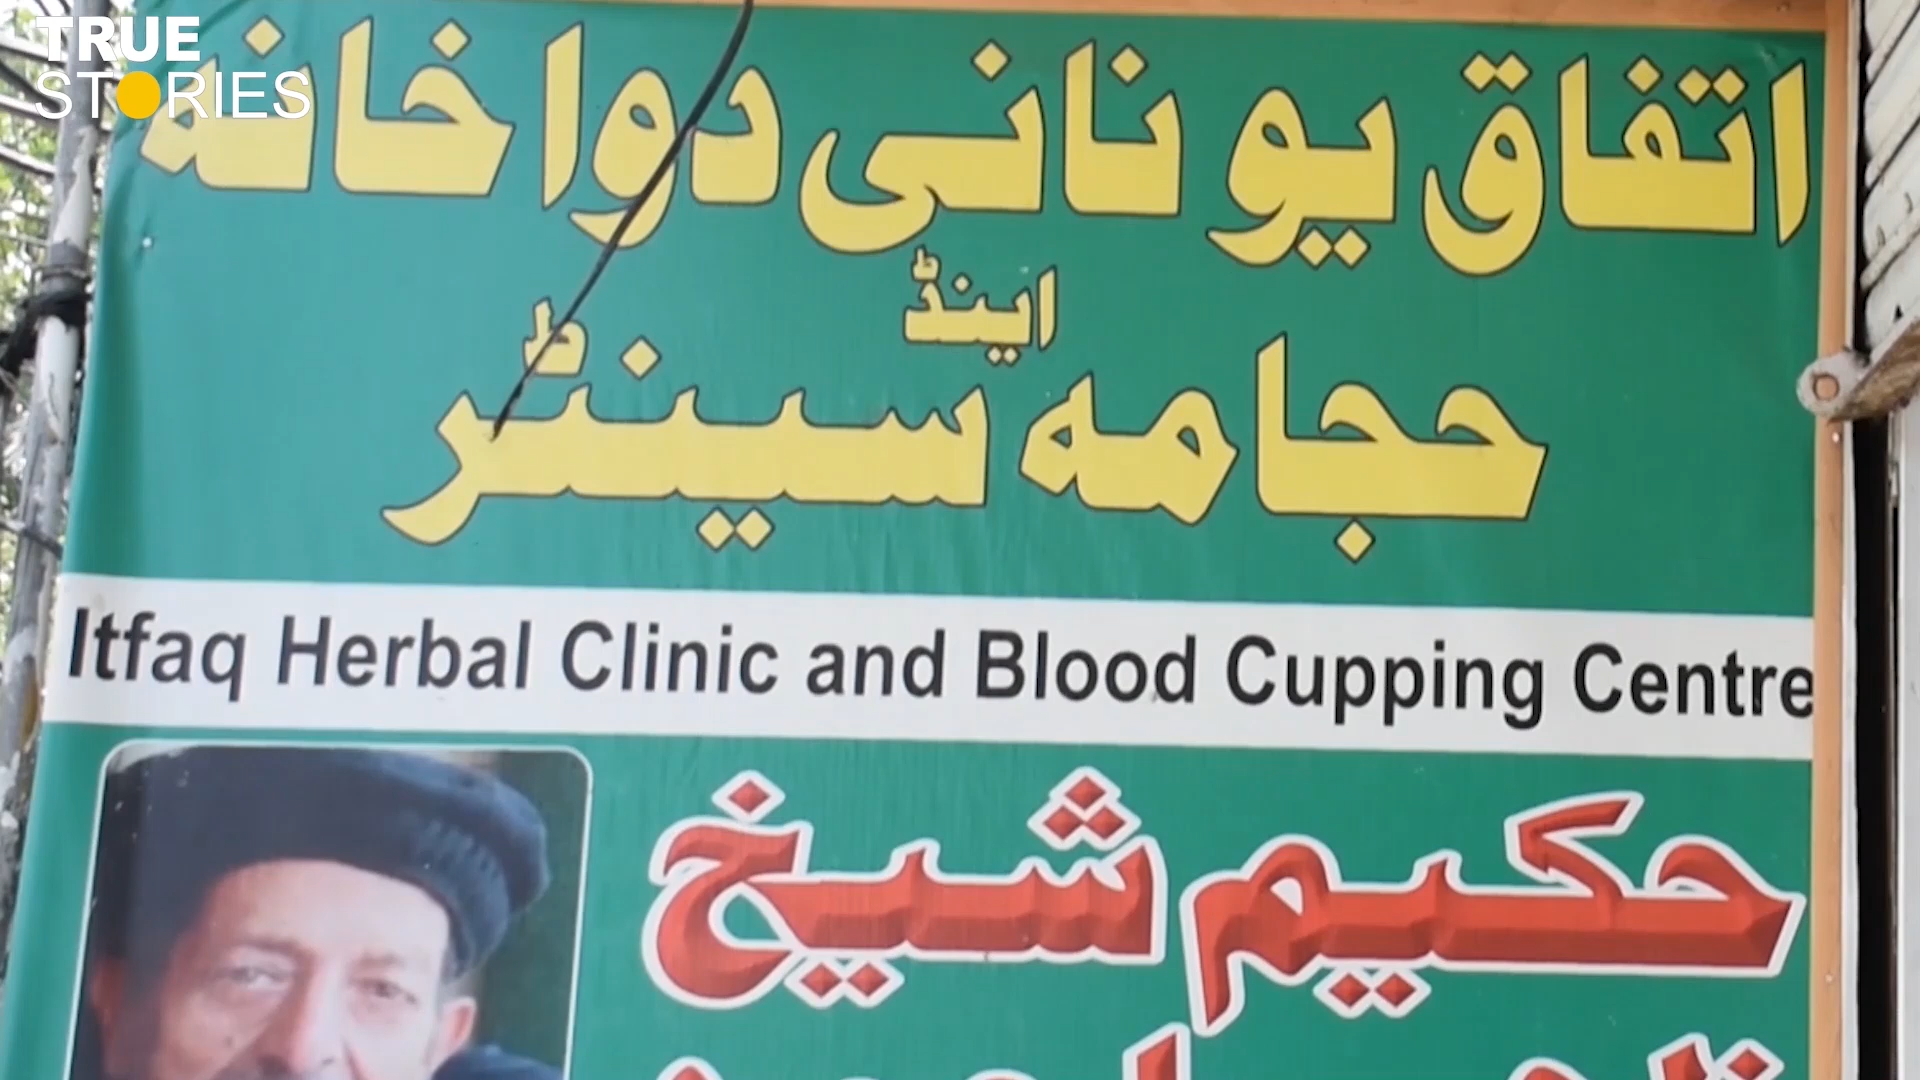 TRUE
STORIES
اتفاق یونانی دواخانہ
اینڈ
حجامہ سینٹر
Itfaq Herbal Clinic and Blood Cupping Centre
حکیم شیخ